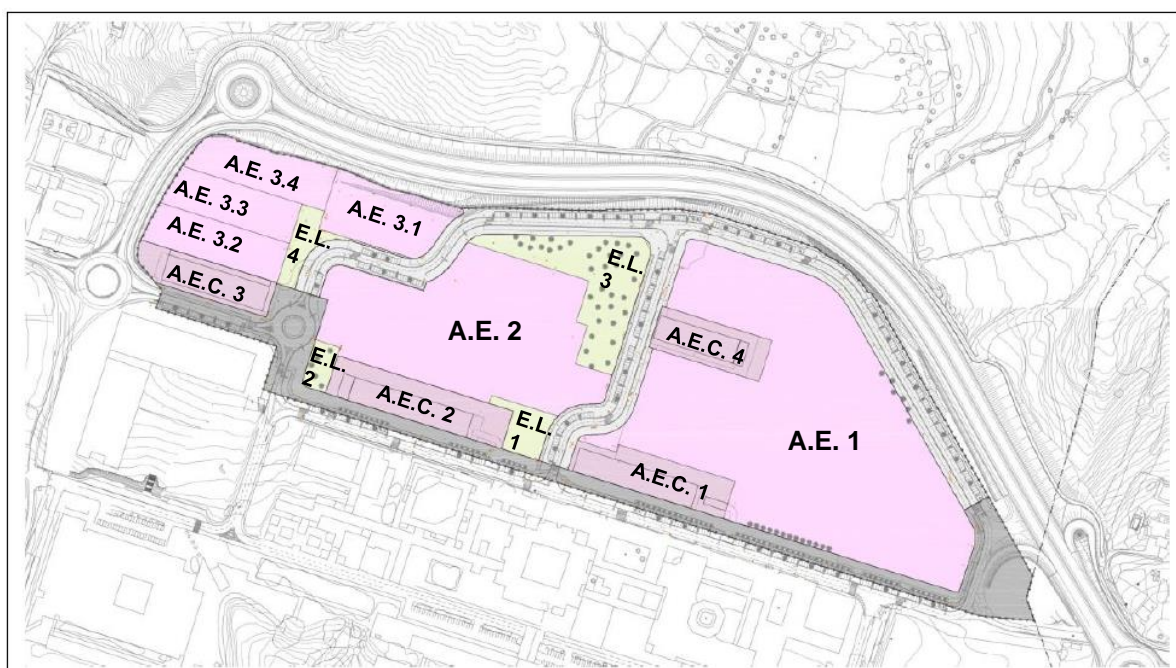 A.E. 3.4
A.E. 3.3
A.E. 3.1
A.E. 3.2
E.L.
4
A.E.C. 3
E.L.
3
A.E. 2
A.E.C. 4
E.L.
2
A.E.C. 2
E.L.
1
A.E. 1
A.E.C. 1